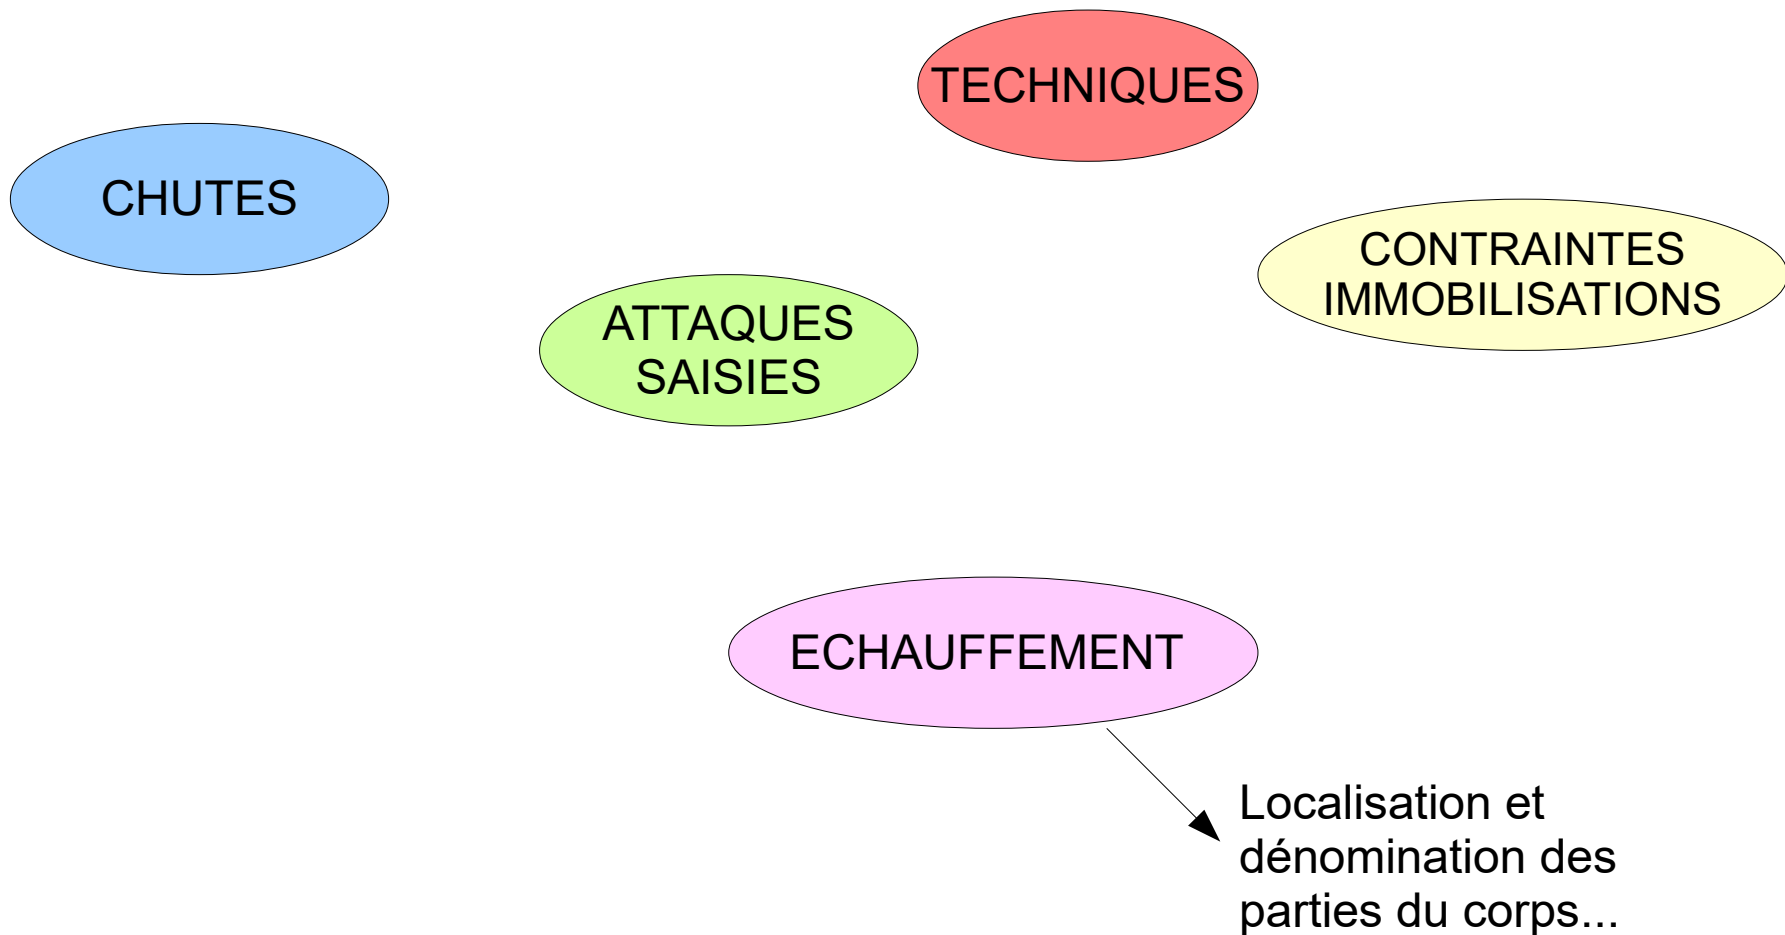 TECHNIQUES
CHUTES
CONTRAINTES
IMMOBILISATIONS
ATTAQUES
SAISIES
ECHAUFFEMENT
Localisation et
dénomination des
parties du corps...